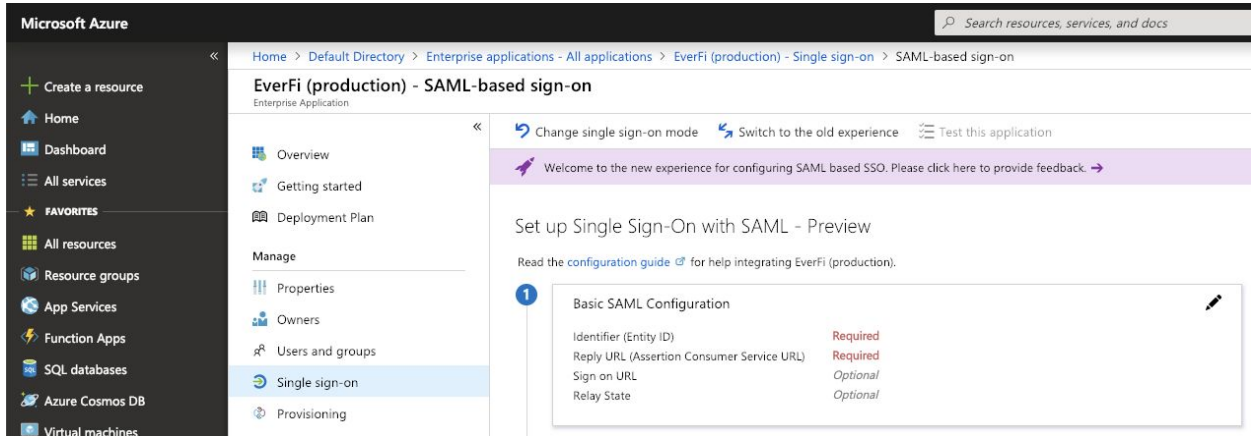 Microsoft Azure
Search resources, services, and docs
«
Create a resource
Home
Dashboard
All services
FAVORITES
All resources
Resource groups
App Services
Function Apps
SQL databases
Azure Cosmos DB
Virtual machines
Home > Default Directory > Enterprise applications - All applications > EverFi (production) - Single sign-on > SAML-based sign-on
EverFi (production) - SAML-based sign-on
Enterprise Application
«
Overview
Getting started
Deployment Plan
Manage
Properties
Owners
Users and groups
Single sign-on
Provisioning
Change single sign-on mode Switch to the old experience Test this application
Welcome to the new experience for configuring SAML based SSO. Please click here to provide feedback. →
Set up Single Sign-On with SAML - Preview
Read the configuration guide for help integrating EverFi (production).
1
Basic SAML Configuration
Identifier (Entity ID) Required
Reply URL (Assertion Consumer Service URL) Required
Sign on URL Optional
Relay State Optional